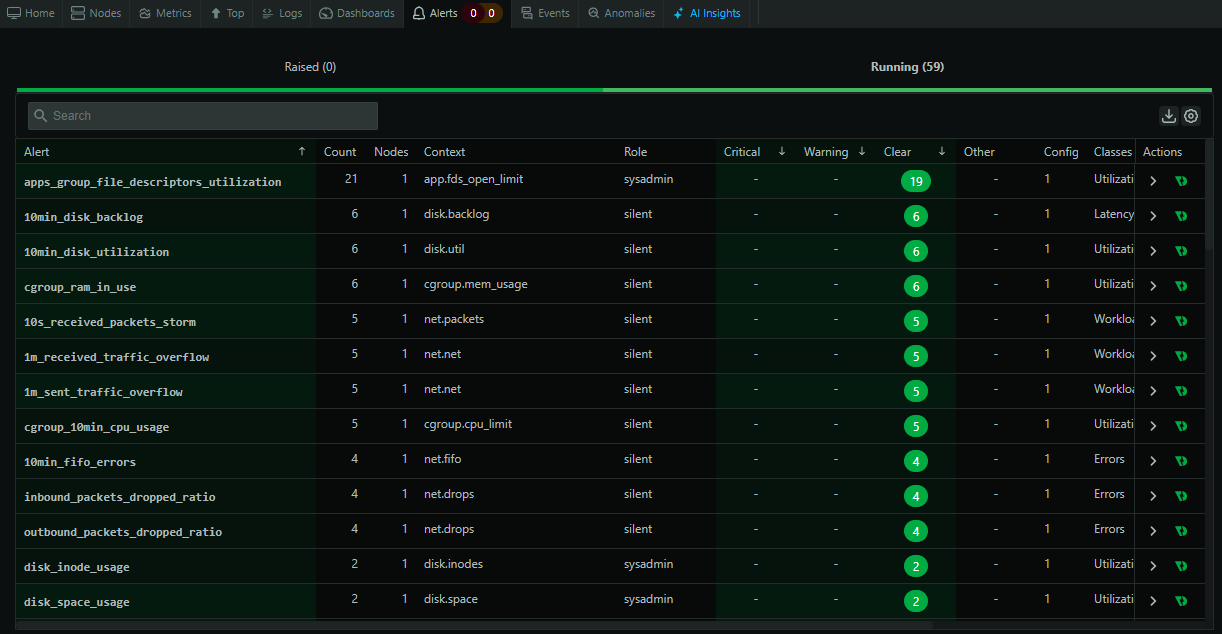 Home Nodes Metrics Top Logs Dashboards Alerts 0 0 Events Anomalies AI Insights
Raised (0) Running (59)
Search
Alert ↑ Count Nodes Context Role Critical ↓ Warning ↓ Clear ↓ Other Config Classes Actions
apps_group_file_descriptors_utilization 21 1 app.fds_open_limit sysadmin - - 19 - 1 Utilizati
10min_disk_backlog 6 1 disk.backlog silent - - 6 - 1 Latency
10min_disk_utilization 6 1 disk.util silent - - 6 - 1 Utilizati
cgroup_ram_in_use 6 1 cgroup.mem_usage silent - - 6 - 1 Utilizati
10s_received_packets_storm 5 1 net.packets silent - - 5 - 1 Workloa
1m_received_traffic_overflow 5 1 net.net silent - - 5 - 1 Workloa
1m_sent_traffic_overflow 5 1 net.net silent - - 5 - 1 Workloa
cgroup_10min_cpu_usage 5 1 cgroup.cpu_limit silent - - 5 - 1 Utilizati
10min_fifo_errors 4 1 net.fifo silent - - 4 - 1 Errors
inbound_packets_dropped_ratio 4 1 net.drops silent - - 4 - 1 Errors
outbound_packets_dropped_ratio 4 1 net.drops silent - - 4 - 1 Errors
disk_inode_usage 2 1 disk.inodes sysadmin - - 2 - 1 Utilizati
disk_space_usage 2 1 disk.space sysadmin - - 2 - 1 Utilizati